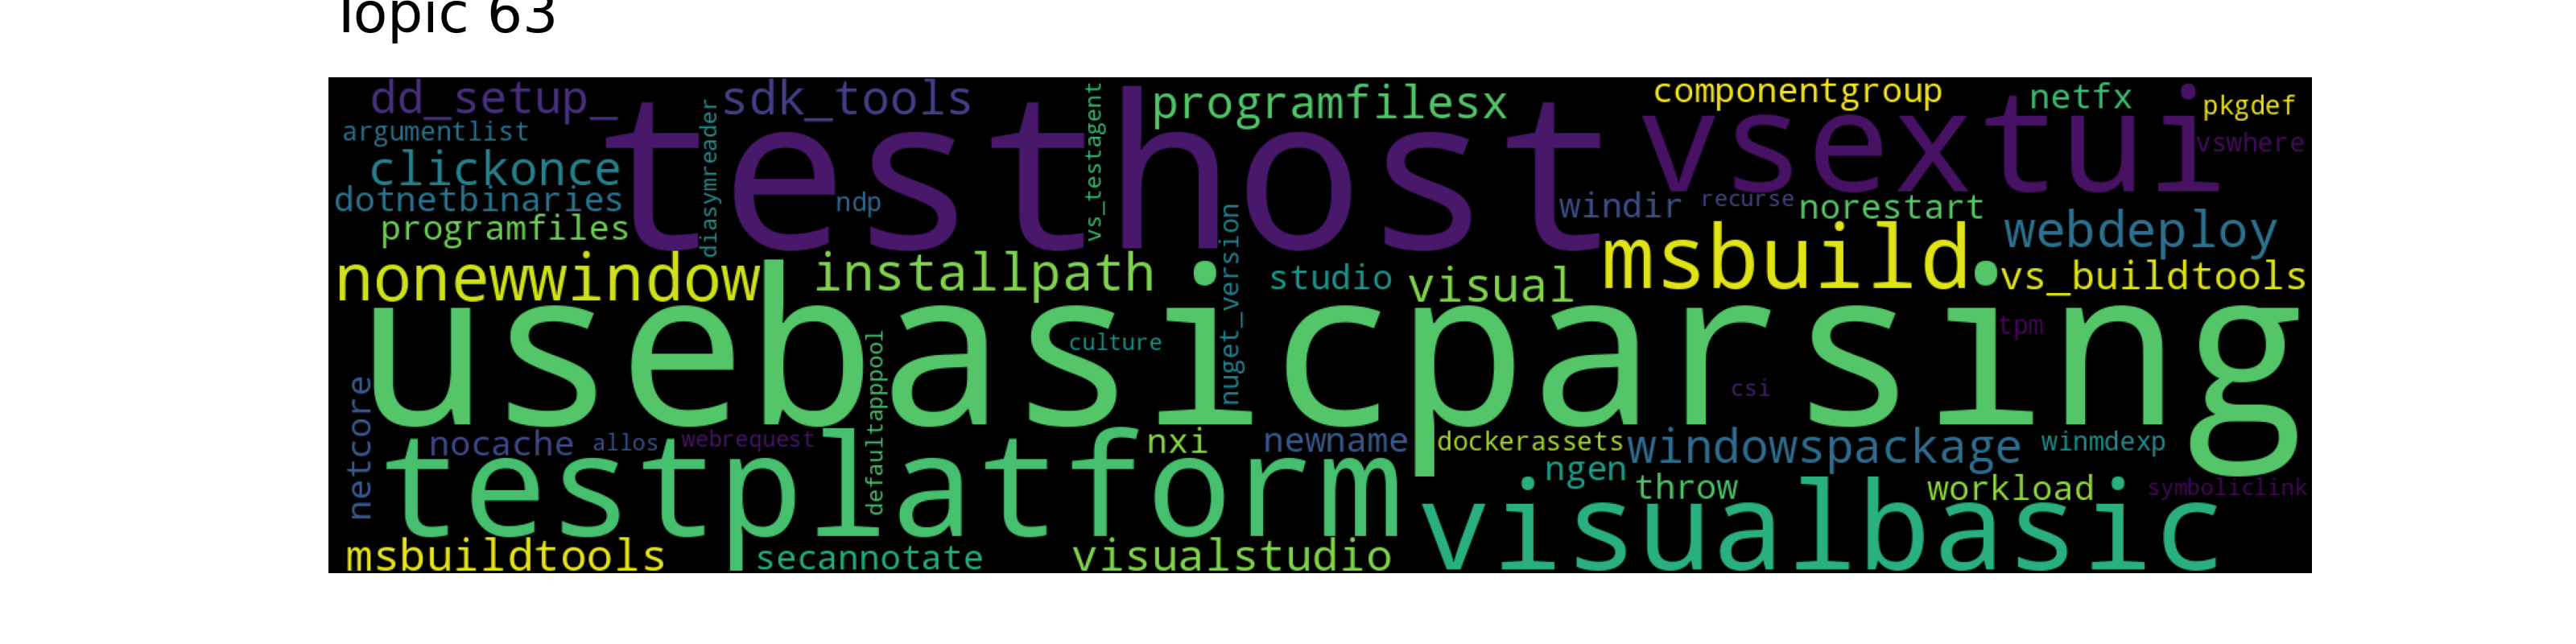 Topic 63
dd_setup_ sdk_tools programfilesx componentgroup netfx pkgdef
argumentlist testhost vsextui vswhere
clickonce diasymreader vs_testagent
dotnetbinaries ndp windir recurse norestart
programfiles webdeploy
nonewwindow installpath nuget_version studio visual msbuild vs_buildtools
usebasicparsing culture tpm
csi
netcore nocache allos webrequest defaultapppool nxi newname dockerassets windowspackage winmdexp
testplatform ngen throw workload symboliclink
visualbasic
msbuildtools secannotate visualstudio